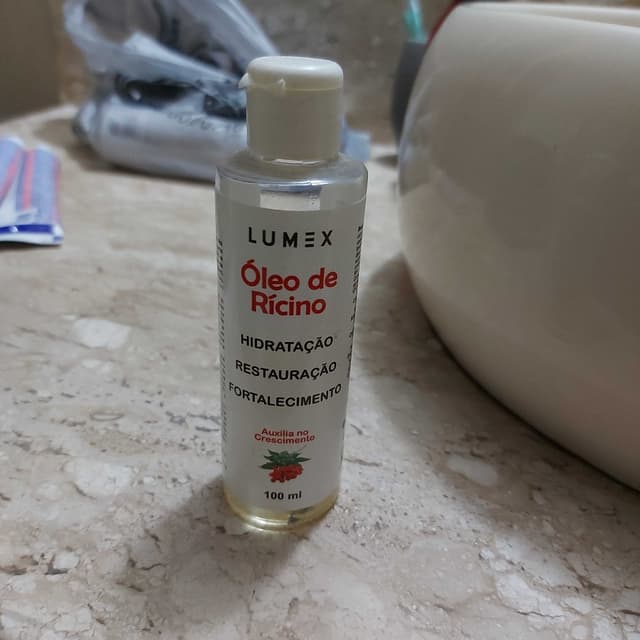 LUMEX
Óleo de
Rícino
HIDRATAÇÃO
RESTAURAÇÃO
FORTALECIMENTO
Auxilia no
Crescimento
100 ml